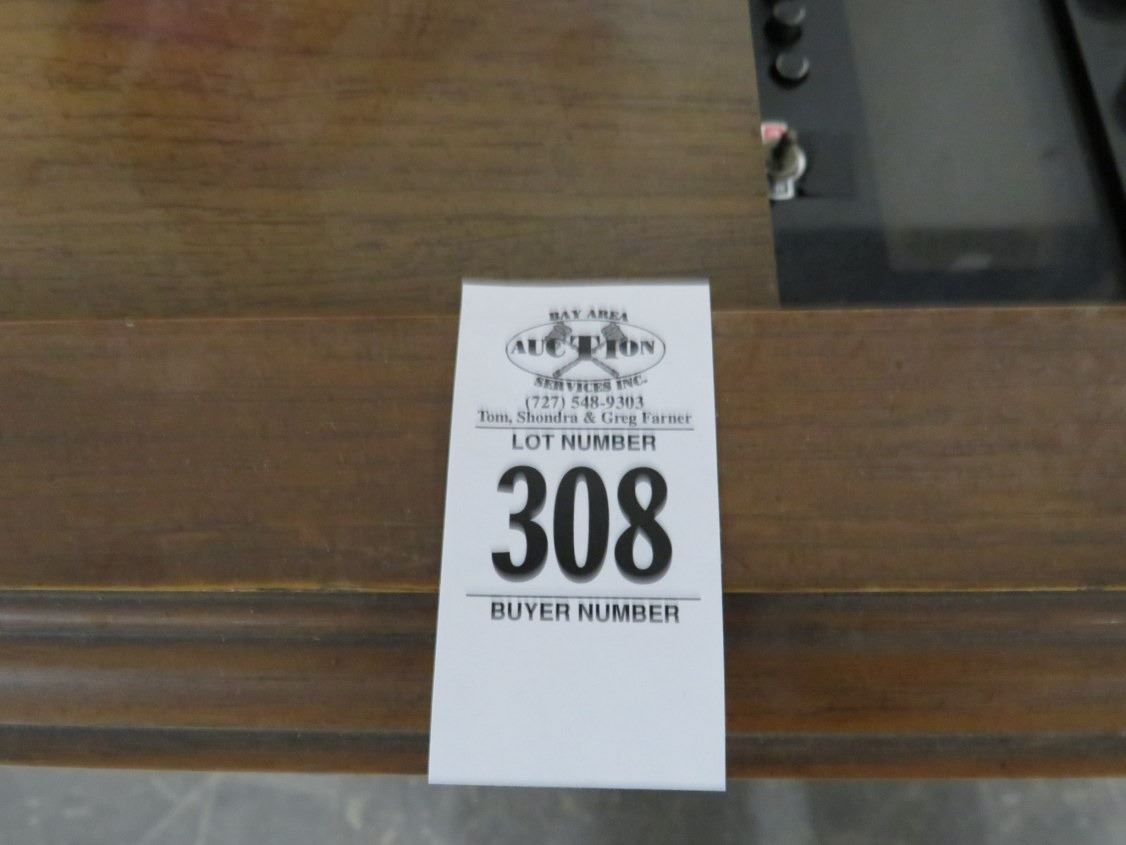 BAY AREA
AUCTION
SERVICES INC.
(727) 548-9303
Tom, Shondra & Greg Farner
LOT NUMBER
308
BUYER NUMBER